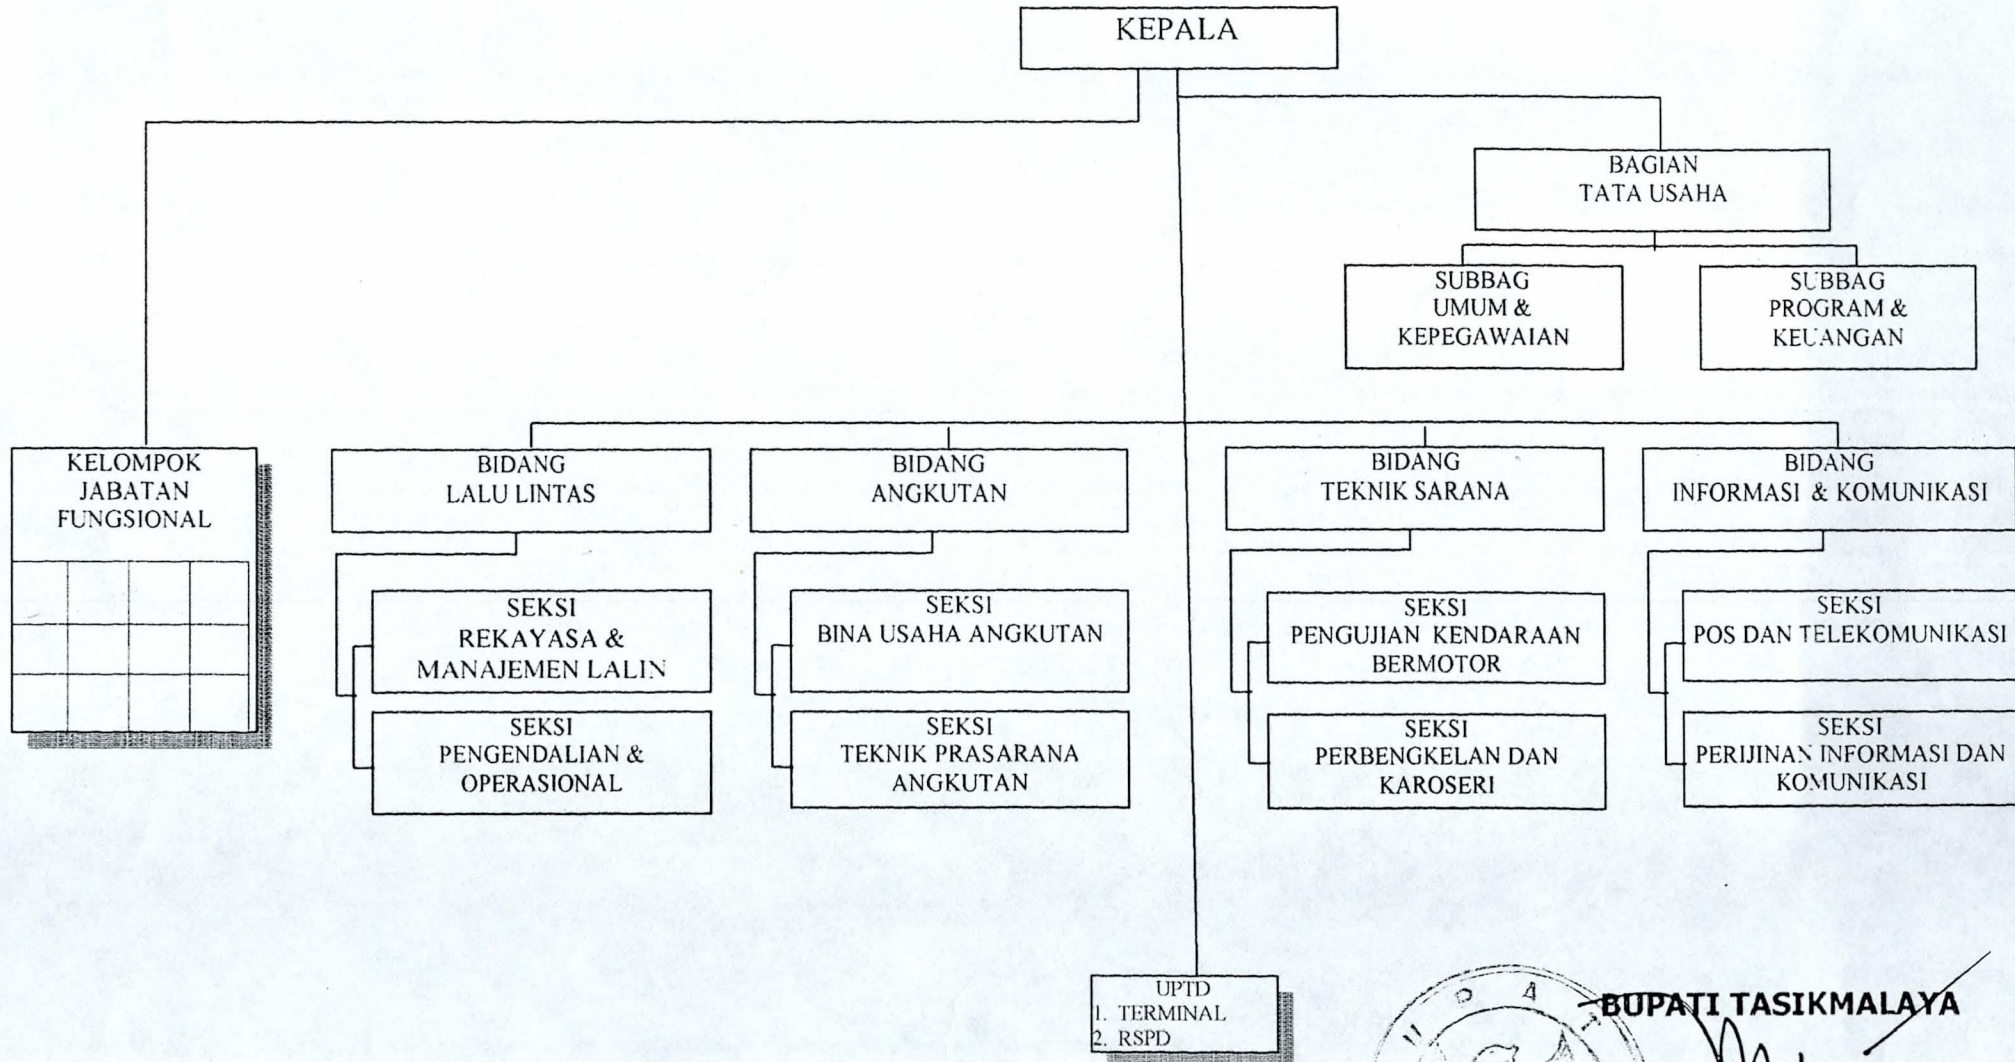 KEPALA
BAGIAN
TATA USAHA
SUBBAG
UMUM &
KEPEGAWAIAN
SUBBAG
PROGRAM &
KEUANGAN
KELOMPOK
JABATAN
FUNGSIONAL
BIDANG
LALU LINTAS
BIDANG
ANGKUTAN
BIDANG
TEKNIK SARANA
BIDANG
INFORMASI & KOMUNIKASI
SEKSI
REKAYASA &
MANAJEMEN LALIN
SEKSI
PENGENDALIAN &
OPERASIONAL
SEKSI
BINA USAHA ANGKUTAN
SEKSI
TEKNIK PRASARANA
ANGKUTAN
SEKSI
PENGUJIAN KENDARAAN
BERMOTOR
SEKSI
PERBENGKELAN DAN
KAROSERI
SEKSI
POS DAN TELEKOMUNIKASI
SEKSI
PERIJINAN INFORMASI DAN
KOMUNIKASI
UPTD
1. TERMINAL
2. RSPD
BUPATI TASIKMALAYA